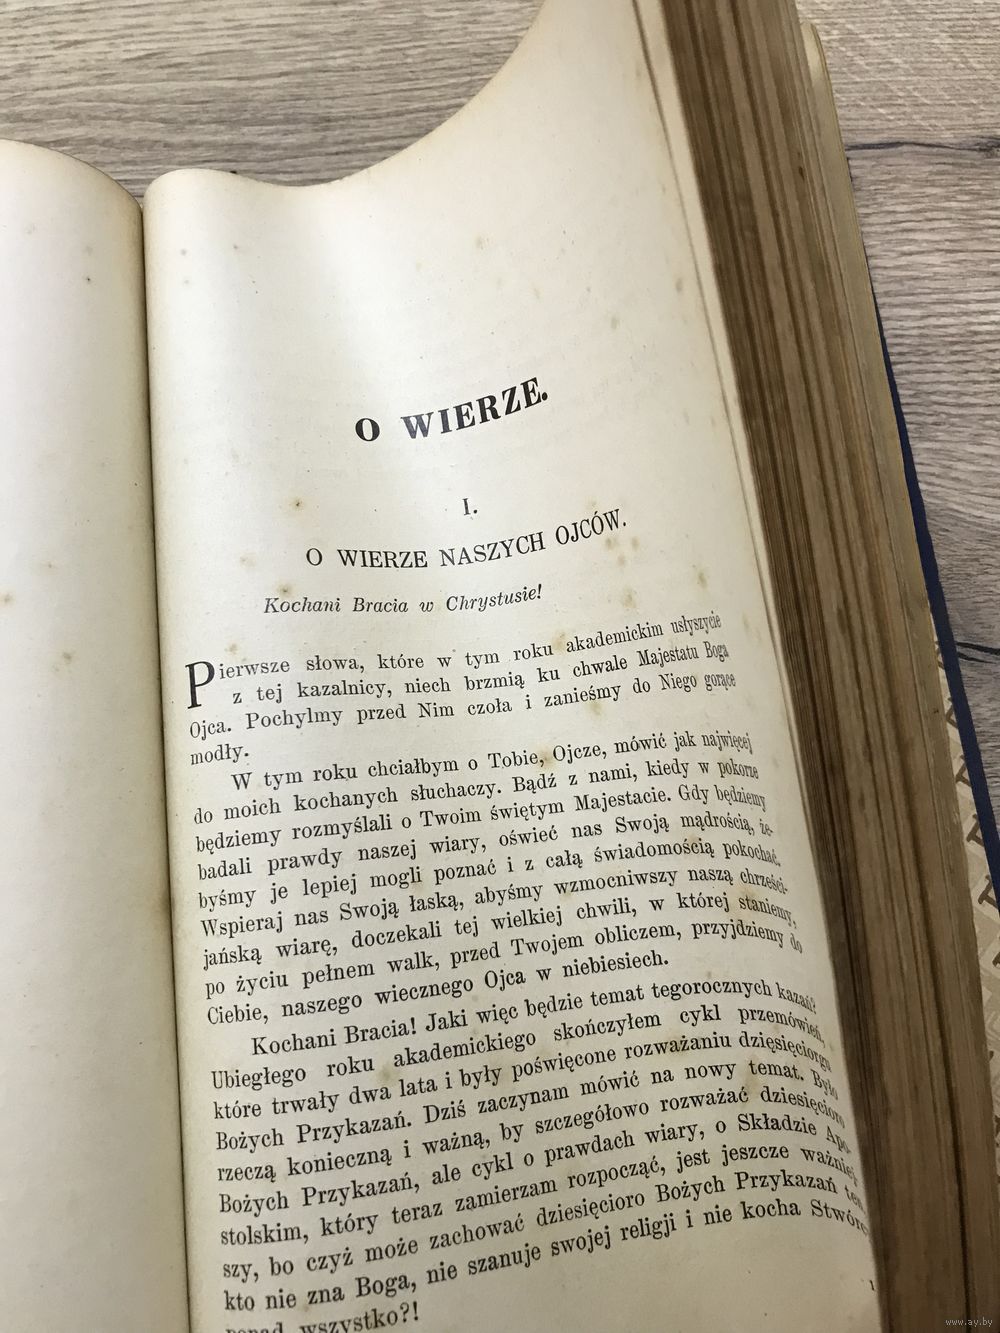 O WIERZE.
I.
O WIERZE NASZYCH OJCÓW.
Kochani Bracia w Chrystusie!
Pierwsze słowa, które w tym roku akademickim usłyszycie
z tej kazalnicy, niech brzmią ku chwale Majestatu Boga
Ojca. Pochylmy przed Nim czoła i zanieśmy do Niego gorące
modły.
W tym roku chciałbym o Tobie, Ojcze, mówić jak najwięcej
do moich kochanych słuchaczy. Bądź z nami, kiedy w pokorze
będziemy rozmyślali o Twoim świętym Majestacie. Gdy będziemy
badali prawdy naszej wiary, oświeć nas Swoją mądrością, że-
byśmy je lepiej mogli poznać i z całą świadomością pokochać.
Wspieraj nas Swoją łaską, abyśmy wzmocniwszy naszą chrześci-
jańską wiarę, doczekali tej wielkiej chwili, w której staniemy,
po życiu pełnem walk, przed Twojem obliczem, przyjdziemy do
Ciebie, naszego wiecznego Ojca w niebiesiech.
Kochani Bracia! Jaki więc będzie temat tegorocznych kazań?
Ubiegłego roku akademickiego skończyłem cykl przemówień,
które trwały dwa lata i były poświęcone rozważaniu dziesięciorga
Bożych Przykazań. Dziś zaczynam mówić na nowy temat. Było
rzeczą konieczną i ważną, by szczegółowo rozważać dziesięcioro
Bożych Przykazań, ale cykl o prawdach wiary, o Składzie Apo-
stolskim, który teraz zamierzam rozpocząć, jest jeszcze ważniej-
szy, bo czyż może zachować dziesięcioro Bożych Przykazań ten,
kto nie zna Boga, nie szanuje swojej religji i nie kocha Stwórcy
ponad wszystko?!
1
www.ay.by